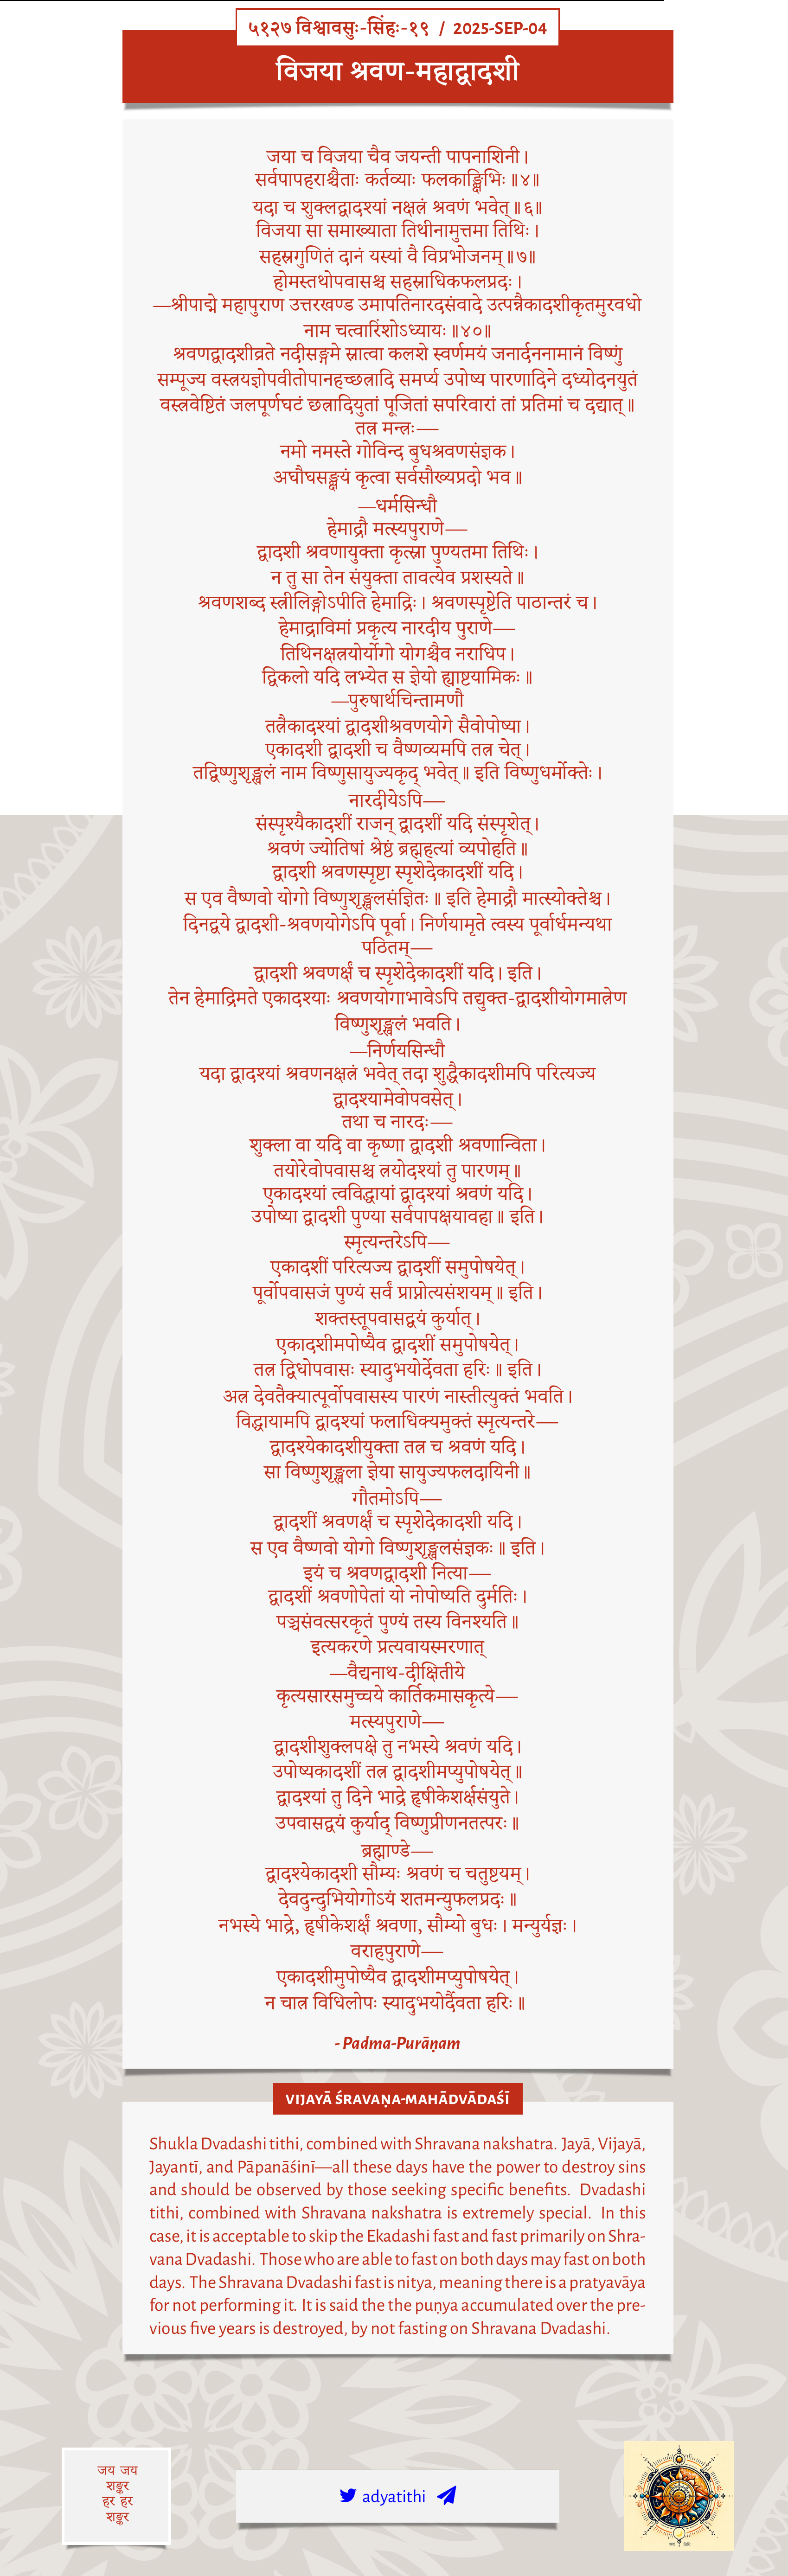 ५१२७ विश्वावसुः-सिंहः-१९ / 2025-SEP-04
विजया श्रवण-महाद्वादशी
जया च विजया चैव जयन्ती पापनाशिनी।
सर्वपापहराश्चैताः कर्तव्याः फलकाङ्क्षिभिः॥४॥
यदा च शुक्लद्वादश्यां नक्षत्रं श्रवणं भवेत्॥६॥
विजया सा समाख्याता तिथीनामुत्तमा तिथिः।
सहस्रगुणितं दानं यस्यां वै विप्रभोजनम्॥७॥
होमस्तथोपवासश्च सहस्राधिकफलप्रदः।
—श्रीपाद्मे महापुराण उत्तरखण्ड उमापतिनारदसंवादे उत्पन्नैकादशीकृतमुरवधो
नाम चत्वारिंशोऽध्यायः॥४०॥
श्रवणद्वादशीव्रते नदीसङ्गमे स्नात्वा कलशे स्वर्णमयं जनार्दननामानं विष्णुं
सम्पूज्य वस्त्रयज्ञोपवीतोपानहच्छत्रादि समर्प्य उपोष्य पारणादिने दध्योदनयुतं
वस्त्रवेष्टितं जलपूर्णघटं छत्रादियुतां पूजितां सपरिवारां तां प्रतिमां च दद्यात्॥
तत्र मन्त्रः—
नमो नमस्ते गोविन्द बुधश्रवणसंज्ञक।
अघौघसङ्क्षयं कृत्वा सर्वसौख्यप्रदो भव॥
—धर्मसिन्धौ
हेमाद्रौ मत्स्यपुराणे—
द्वादशी श्रवणायुक्ता कृत्स्ना पुण्यतमा तिथिः।
न तु सा तेन संयुक्ता तावत्येव प्रशस्यते॥
श्रवणशब्द स्त्रीलिङ्गोऽपीति हेमाद्रिः। श्रवणस्पृष्टेति पाठान्तरं च।
हेमाद्राविमां प्रकृत्य नारदीय पुराणे—
तिथिनक्षत्रयोर्योगो योगश्चैव नराधिप।
द्विकलो यदि लभ्येत स ज्ञेयो ह्याष्टयामिकः॥
—पुरुषार्थचिन्तामणौ
तत्रैकादश्यां द्वादशीश्रवणयोगे सैवोपोष्या।
एकादशी द्वादशी च वैष्णव्यमपि तत्र चेत्।
तद्विष्णुशृङ्खलं नाम विष्णुसायुज्यकृद् भवेत्॥ इति विष्णुधर्मोक्तेः।
नारदीयेऽपि—
संस्पृश्यैकादशीं राजन् द्वादशीं यदि संस्पृशेत्।
श्रवणं ज्योतिषां श्रेष्ठं ब्रह्महत्यां व्यपोहति॥
द्वादशी श्रवणस्पृष्टा स्पृशेदेकादशीं यदि।
स एव वैष्णवो योगो विष्णुशृङ्खलसंज्ञितः॥ इति हेमाद्रौ मात्स्योक्तेश्च।
दिनद्वये द्वादशी-श्रवणयोगेऽपि पूर्वा। निर्णयामृते त्वस्य पूर्वार्धमन्यथा
पठितम्—
द्वादशी श्रवणर्क्षं च स्पृशेदेकादशीं यदि। इति।
तेन हेमाद्रिमते एकादश्याः श्रवणयोगाभावेऽपि तद्युक्त-द्वादशीयोगमात्रेण
विष्णुशृङ्खलं भवति।
—निर्णयसिन्धौ
यदा द्वादश्यां श्रवणनक्षत्रं भवेत् तदा शुद्धैकादशीमपि परित्यज्य
द्वादश्यामेवोपवसेत्।
तथा च नारदः—
शुक्ला वा यदि वा कृष्णा द्वादशी श्रवणान्विता।
तयोरेवोपवासश्च त्रयोदश्यां तु पारणम्॥
एकादश्यां त्वविद्धायां द्वादश्यां श्रवणं यदि।
उपोष्या द्वादशी पुण्या सर्वपापक्षयावहा॥ इति।
स्मृत्यन्तरेऽपि—
एकादशीं परित्यज्य द्वादशीं समुपोषयेत्।
पूर्वोपवासजं पुण्यं सर्वं प्राप्नोत्यसंशयम्॥ इति।
शक्तस्तूपवासद्वयं कुर्यात्।
एकादशीमपोष्यैव द्वादशीं समुपोषयेत्।
तत्र द्विधोपवासः स्यादुभयोर्देवता हरिः॥ इति।
अत्र देवतैक्यात्पूर्वोपवासस्य पारणं नास्तीत्युक्तं भवति।
विद्धायामपि द्वादश्यां फलाधिक्यमुक्तं स्मृत्यन्तरे—
द्वादश्येकादशीयुक्ता तत्र च श्रवणं यदि।
सा विष्णुशृङ्खला ज्ञेया सायुज्यफलदायिनी॥
गौतमोऽपि—
द्वादशीं श्रवणर्क्षं च स्पृशेदेकादशी यदि।
स एव वैष्णवो योगो विष्णुशृङ्खलसंज्ञकः॥ इति।
इयं च श्रवणद्वादशी नित्या—
द्वादशीं श्रवणोपेतां यो नोपोष्यति दुर्मतिः।
पञ्चसंवत्सरकृतं पुण्यं तस्य विनश्यति॥
इत्यकरणे प्रत्यवायस्मरणात्
—वैद्यनाथ-दीक्षितीये
कृत्यसारसमुच्चये कार्तिकमासकृत्ये—
मत्स्यपुराणे—
द्वादशीशुक्लपक्षे तु नभस्ये श्रवणं यदि।
उपोष्यकादशीं तत्र द्वादशीमप्युपोषयेत्॥
द्वादश्यां तु दिने भाद्रे हृषीकेशर्क्षसंयुते।
उपवासद्वयं कुर्याद् विष्णुप्रीणनतत्परः॥
ब्रह्माण्डे—
द्वादश्येकादशी सौम्यः श्रवणं च चतुष्टयम्।
देवदुन्दुभियोगोऽयं शतमन्युफलप्रदः॥
नभस्ये भाद्रे, हृषीकेशर्क्षं श्रवणा, सौम्यो बुधः। मन्युर्यज्ञः।
वराहपुराणे—
एकादशीमुपोष्यैव द्वादशीमप्युपोषयेत्।
न चात्र विधिलोपः स्यादुभयोर्दैवता हरिः॥
- Padma-Purāṇam
VIJAYĀ ŚRAVAṆA-MAHĀDVĀDAŚĪ
Shukla Dvadashi tithi, combined with Shravana nakshatra. Jayā, Vijayā,
Jayantī, and Pāpanāśinī—all these days have the power to destroy sins
and should be observed by those seeking specific benefits. Dvadashi
tithi, combined with Shravana nakshatra is extremely special. In this
case, it is acceptable to skip the Ekadashi fast and fast primarily on Shra-
vana Dvadashi. Those who are able to fast on both days may fast on both
days. The Shravana Dvadashi fast is nitya, meaning there is a pratyavāya
for not performing it. It is said the the puṇya accumulated over the pre-
vious five years is destroyed, by not fasting on Shravana Dvadashi.
जय जय
शङ्कर
हर हर
शङ्कर
adyatithi